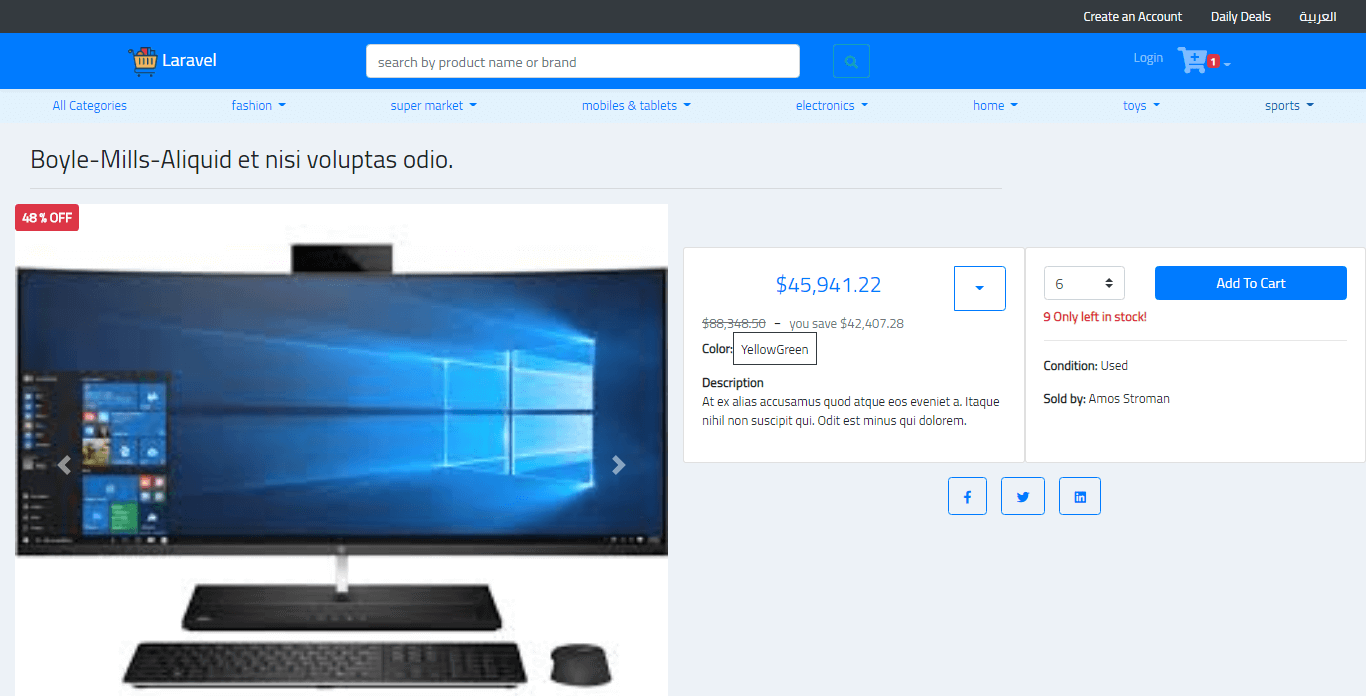 Create an Account Daily Deals العربية
Laravel search by product name or brand Login 1
All Categories fashion super market mobiles & tablets electronics home toys sports
Boyle-Mills-Aliquid et nisi voluptas odio.
48 % OFF
$45,941.22
$88,348.50 - you save $42,407.28
Color: YellowGreen
Description
At ex alias accusamus quod atque eos eveniet a. Itaque
nihil non suscipit qui. Odit est minus qui dolorem.
6 Add To Cart
9 Only left in stock!
Condition: Used
Sold by: Amos Stroman